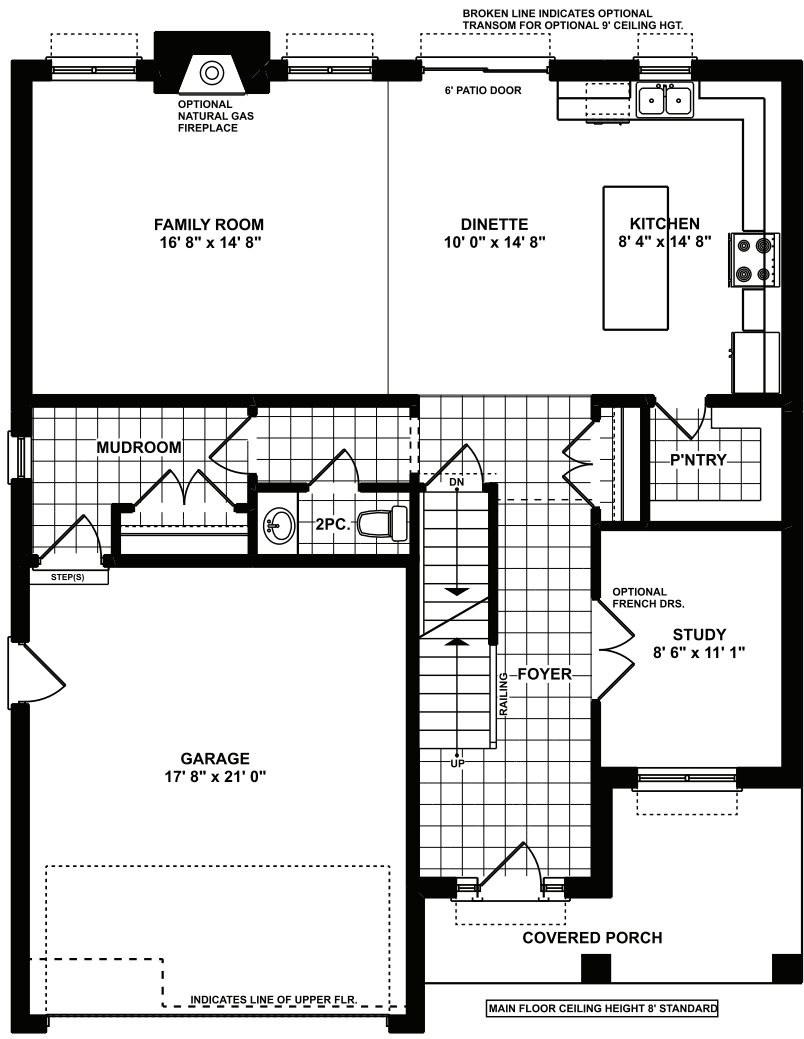 BROKEN LINE INDICATES OPTIONAL
TRANSOM FOR OPTIONAL 9' CEILING HGT.
6' PATIO DOOR
OPTIONAL
NATURAL GAS
FIREPLACE
FAMILY ROOM
16' 8" x 14' 8"
DINETTE
10' 0" x 14' 8"
KITCHEN
8' 4" x 14' 8"
MUDROOM
P'NTRY
DN
2PC.
STEP(S)
OPTIONAL
FRENCH DRS.
STUDY
8' 6" x 11' 1"
FOYER
RAILING
UP
GARAGE
17' 8" x 21' 0"
COVERED PORCH
INDICATES LINE OF UPPER FLR.
MAIN FLOOR CEILING HEIGHT 8' STANDARD